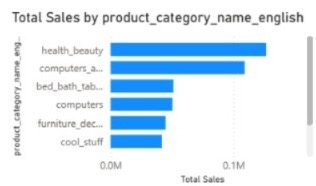 Total Sales by product_category_name_english
product_category_name_eng...
health_beauty
computers_a...
bed_bath_tab...
computers
furniture_dec...
cool_stuff
0.0M 0.1M
Total Sales